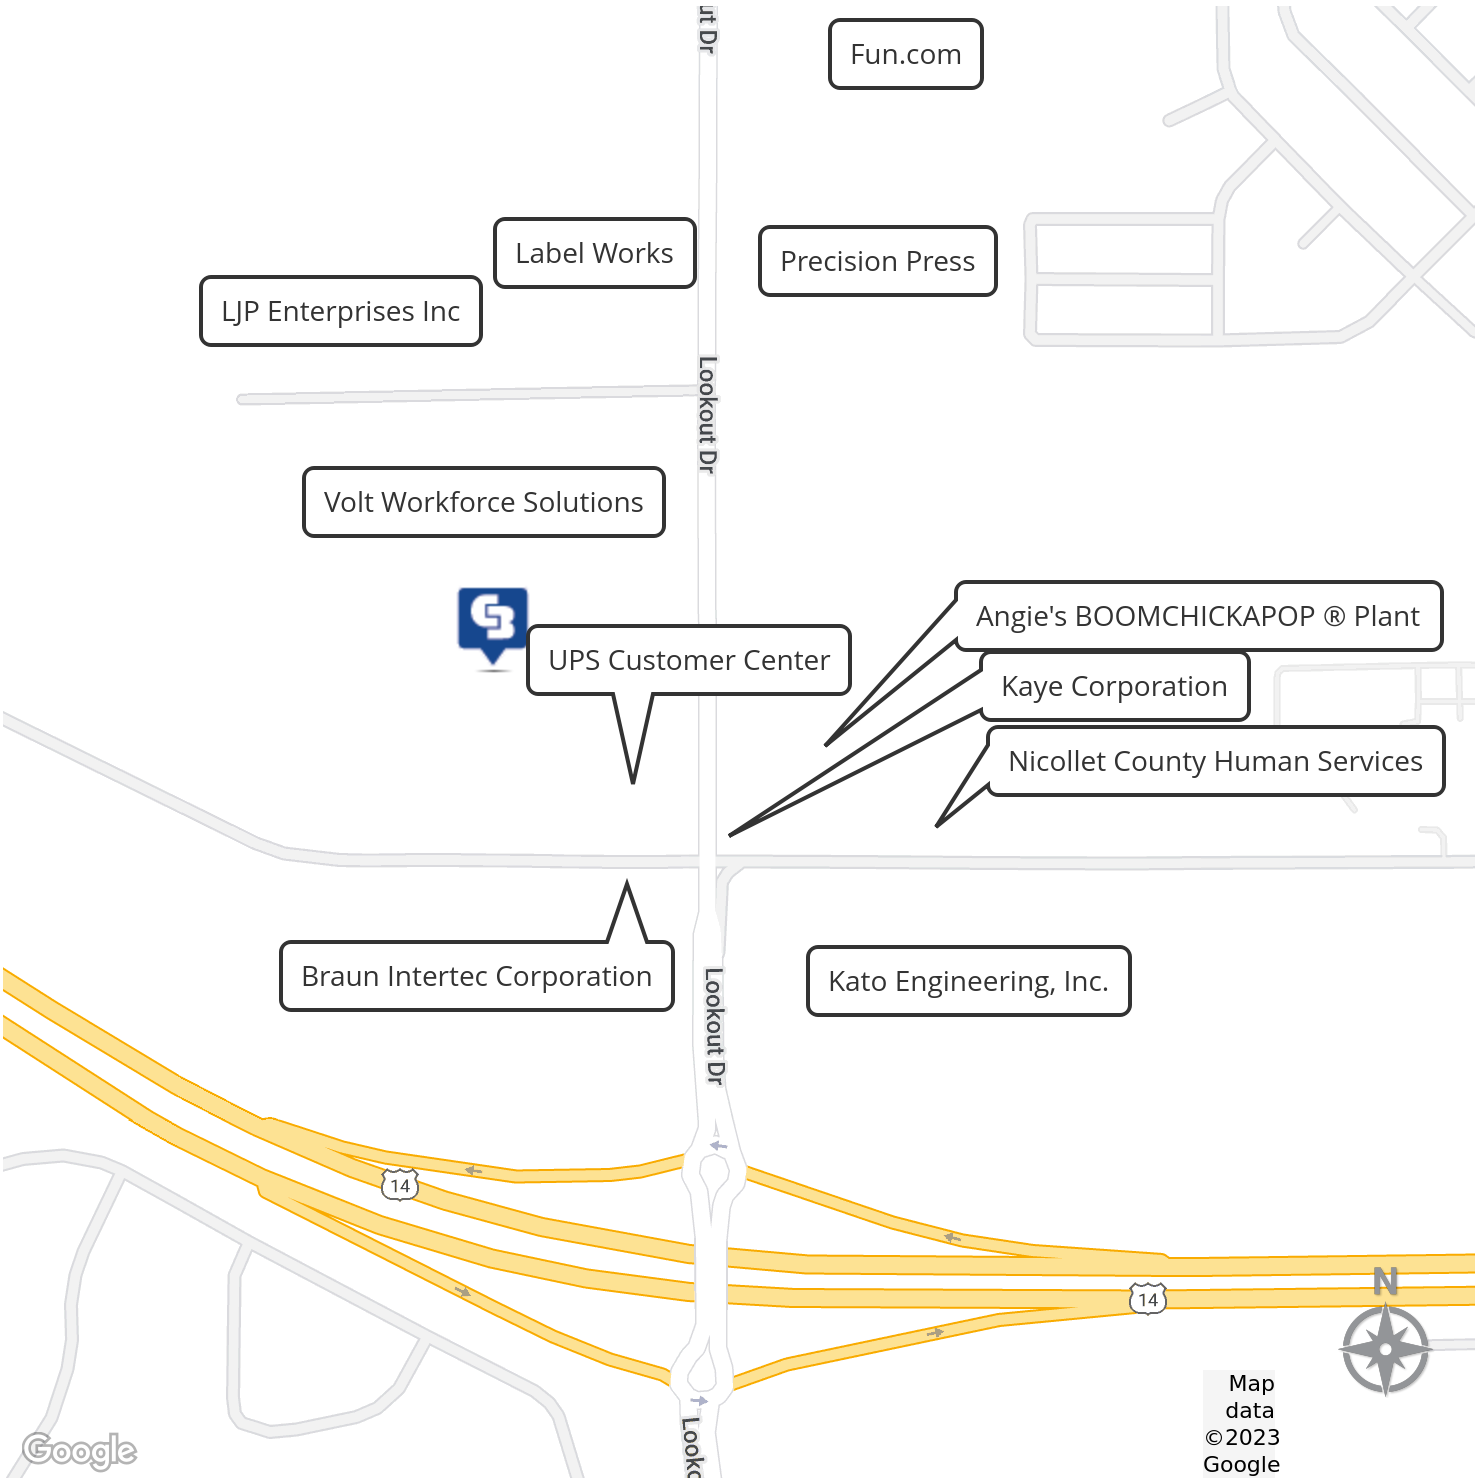 ut Dr
Fun.com
Label Works
Precision Press
LJP Enterprises Inc
Lookout Dr
Volt Workforce Solutions
CB
Angie's BOOMCHICKAPOP ® Plant
UPS Customer Center
Kaye Corporation
Nicollet County Human Services
Braun Intertec Corporation
Kato Engineering, Inc.
Lookout Dr
14
14
N
Map
data
©2023
Google
Looko
Google